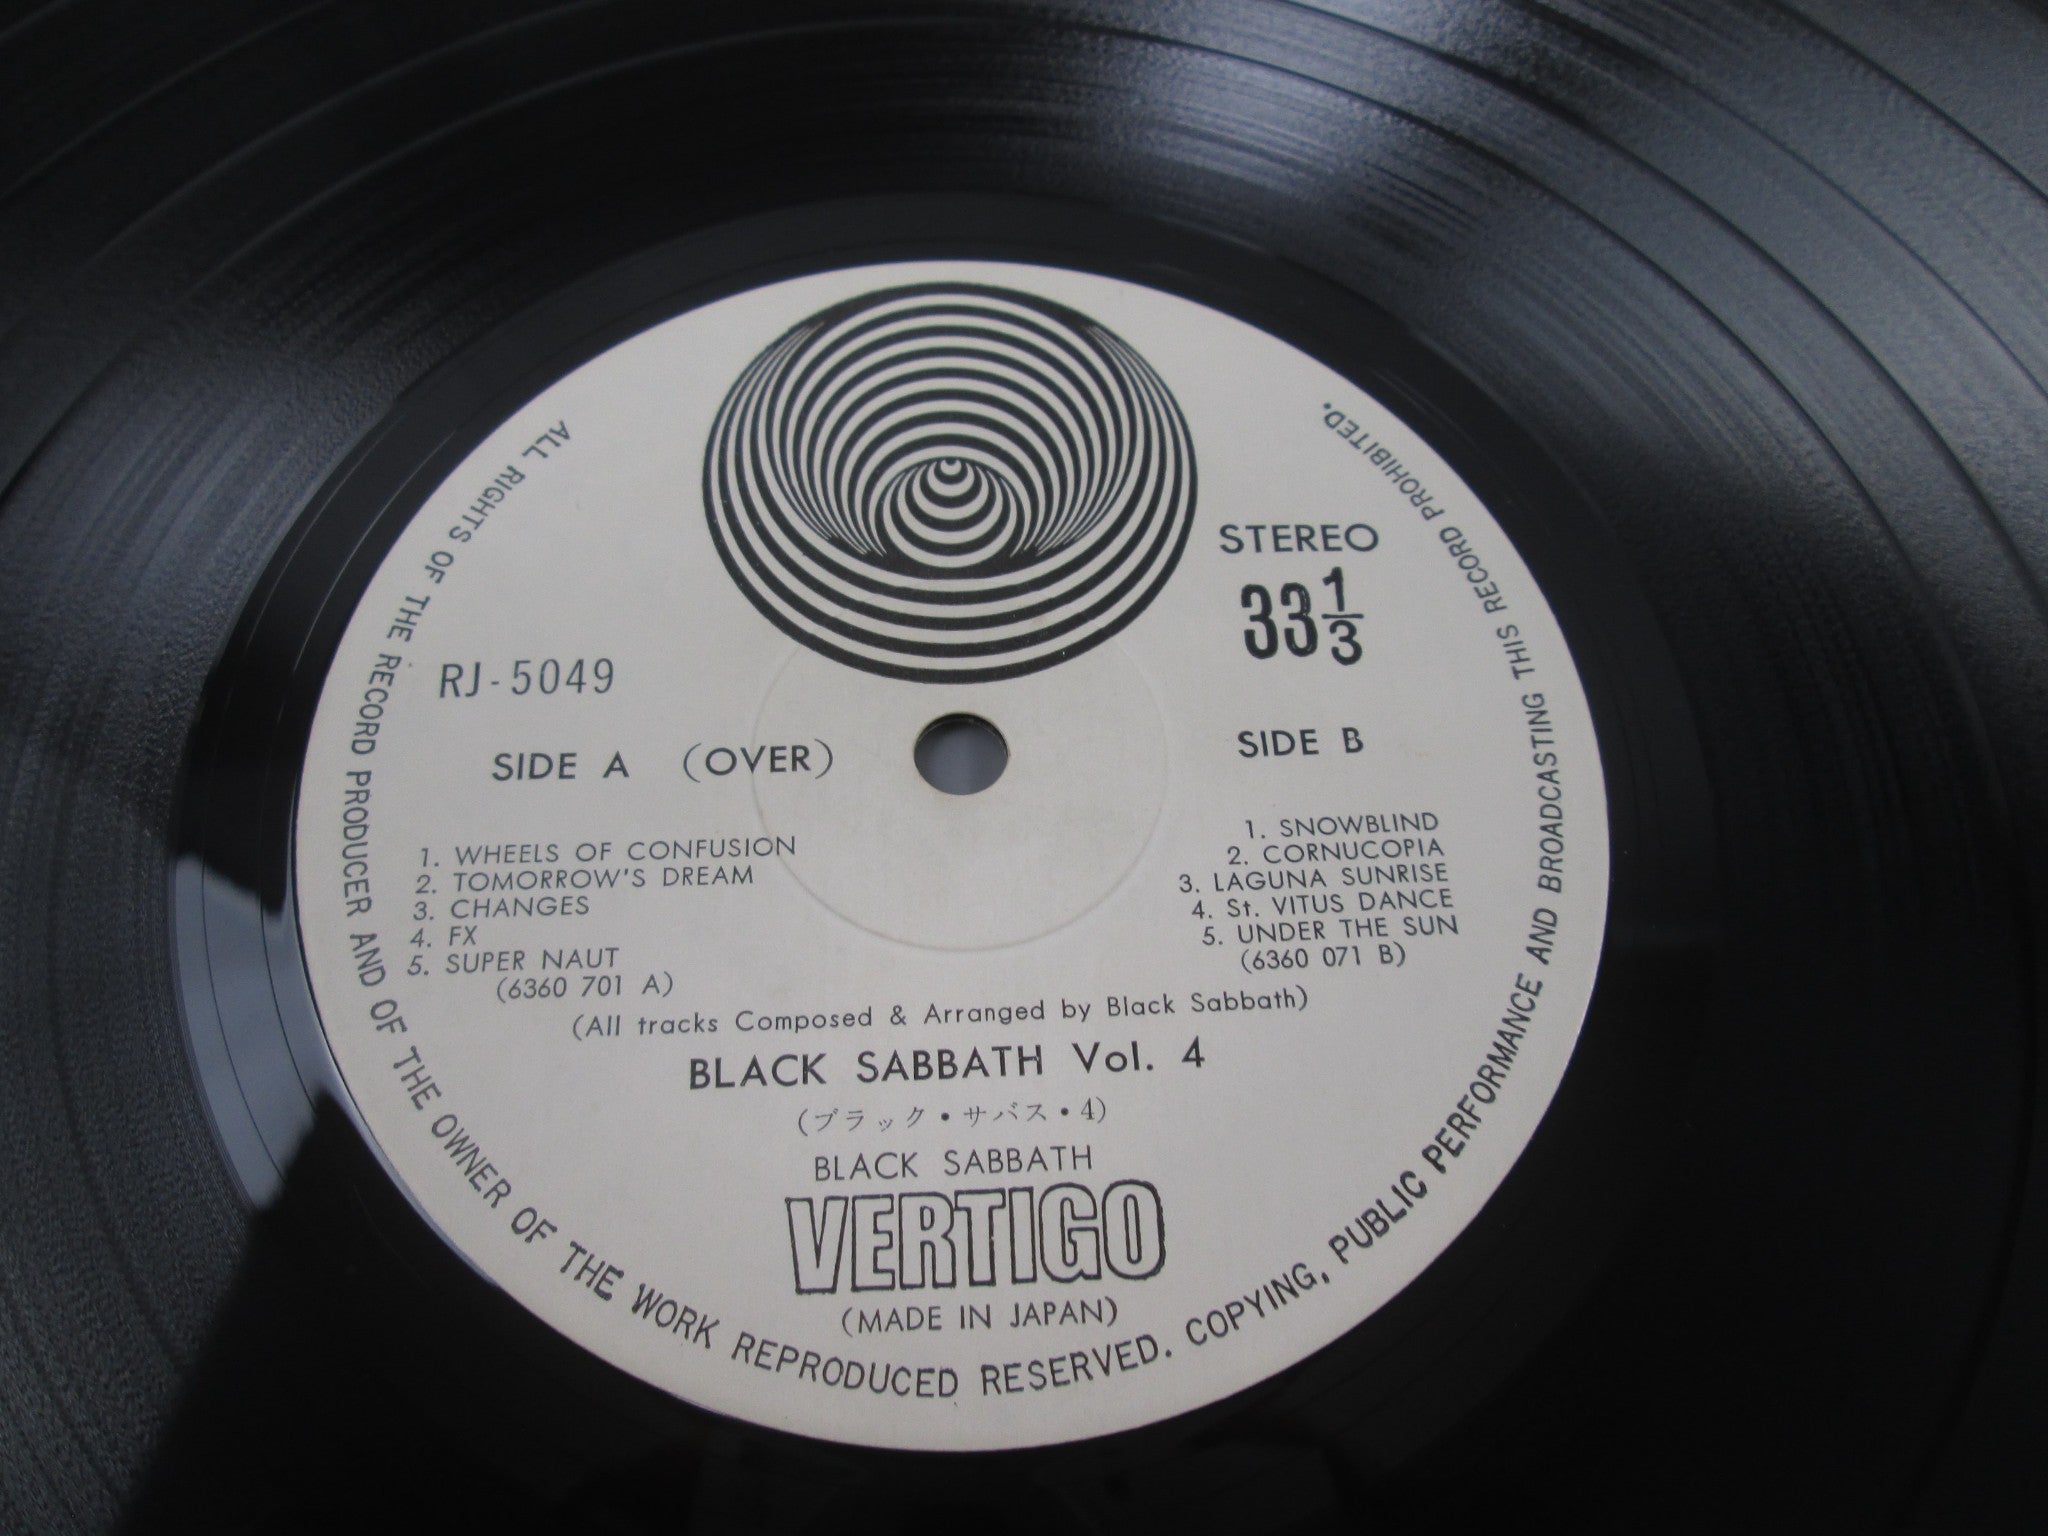 STEREO
33 1/3
RJ-5049
SIDE A (OVER)
1. WHEELS OF CONFUSION
2. TOMORROW'S DREAM
3. CHANGES
4. FX
5. SUPER NAUT
(6360 701 A)
SIDE B
1. SNOWBLIND
2. CORNUCOPIA
3. LAGUNA SUNRISE
4. St. VITUS DANCE
5. UNDER THE SUN
(6360 071 B)
(All tracks Composed & Arranged by Black Sabbath)
BLACK SABBATH Vol. 4
(ブラック・サバス・4)
BLACK SABBATH
VERTIGO
(MADE IN JAPAN)
ALL RIGHTS OF THE RECORD PRODUCER AND OF THE OWNER OF THE WORK REPRODUCED RESERVED. COPYING, PUBLIC PERFORMANCE AND BROADCASTING THIS RECORD PROHIBITED.